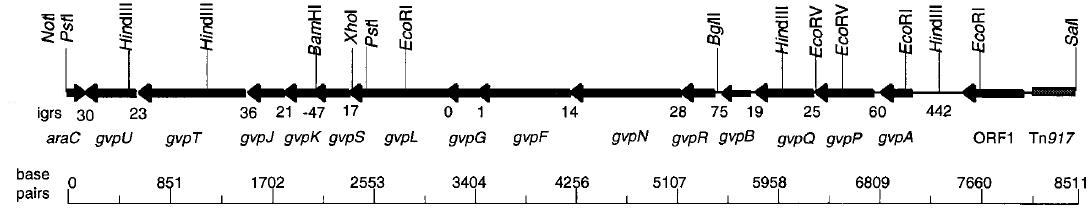 NotI PstI HindIII HindIII BamHI XhoI PstI EcoRI BglII HindIII EcoRV EcoRV EcoRI HindIII EcoRI SalI
igrs 30 23 36 21 -47 17 0 1 14 28 75 19 25 60 442
araC gvpU gvpT gvpJ gvpK gvpS gvpL gvpG gvpF gvpN gvpR gvpB gvpQ gvpP gvpA ORF1 Tn917
base
pairs
0 851 1702 2553 3404 4256 5107 5958 6809 7660 8511